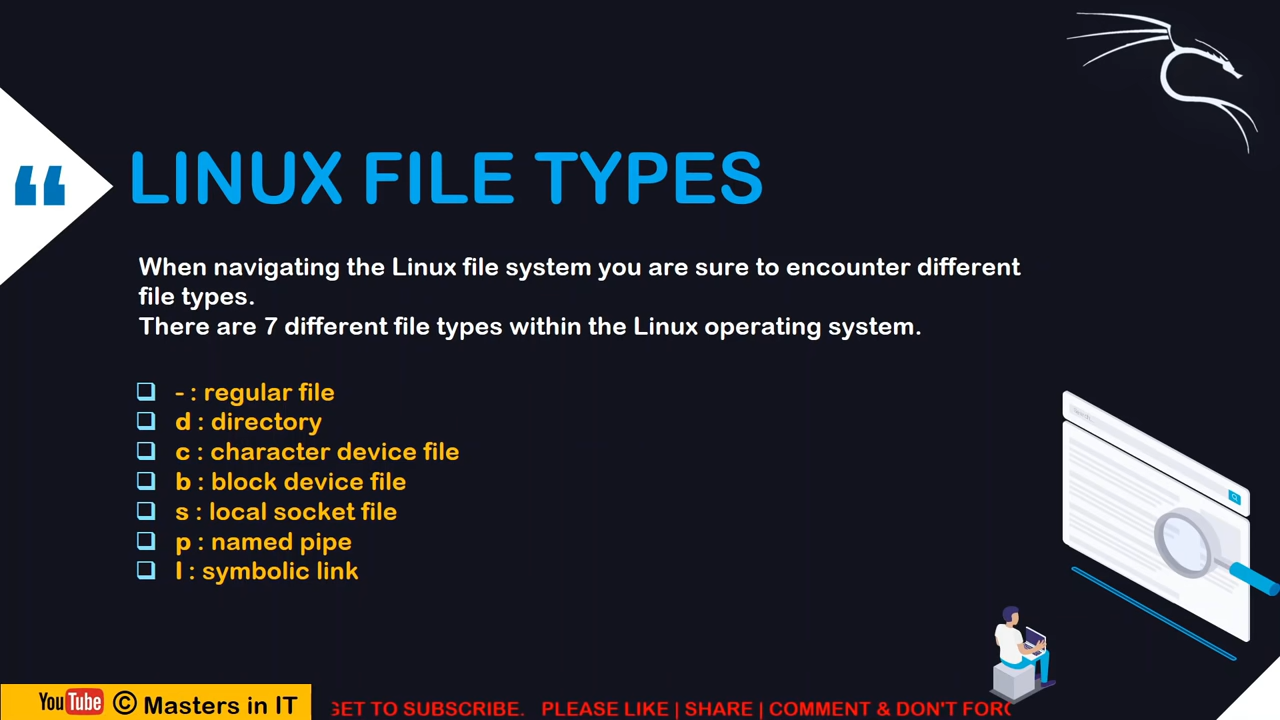 “
LINUX FILE TYPES
When navigating the Linux file system you are sure to encounter different
file types.
There are 7 different file types within the Linux operating system.
❑ - : regular file
❑ d : directory
❑ c : character device file
❑ b : block device file
❑ s : local socket file
❑ p : named pipe
❑ l : symbolic link
Search
YouTube © Masters in IT
GET TO SUBSCRIBE. PLEASE LIKE | SHARE | COMMENT & DON'T FORG